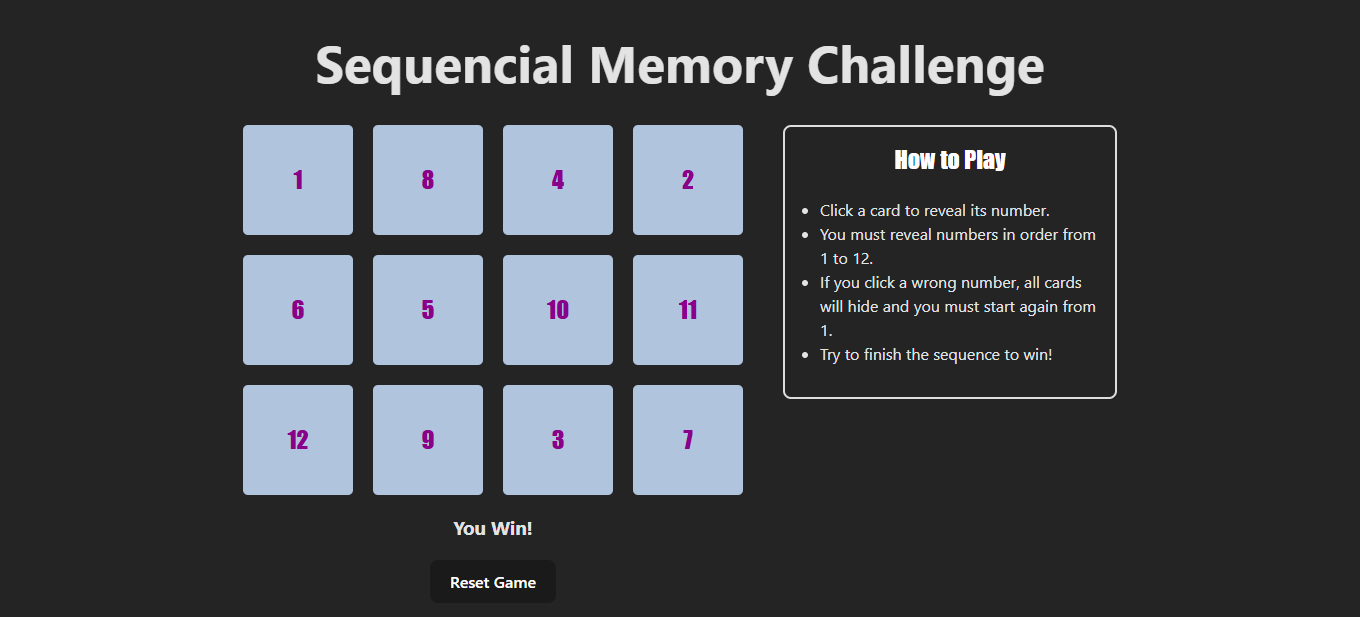 Sequencial Memory Challenge
1 8 4 2
6 5 10 11
12 9 3 7
You Win!
Reset Game
How to Play
Click a card to reveal its number.
You must reveal numbers in order from
1 to 12.
If you click a wrong number, all cards
will hide and you must start again from
1.
Try to finish the sequence to win!